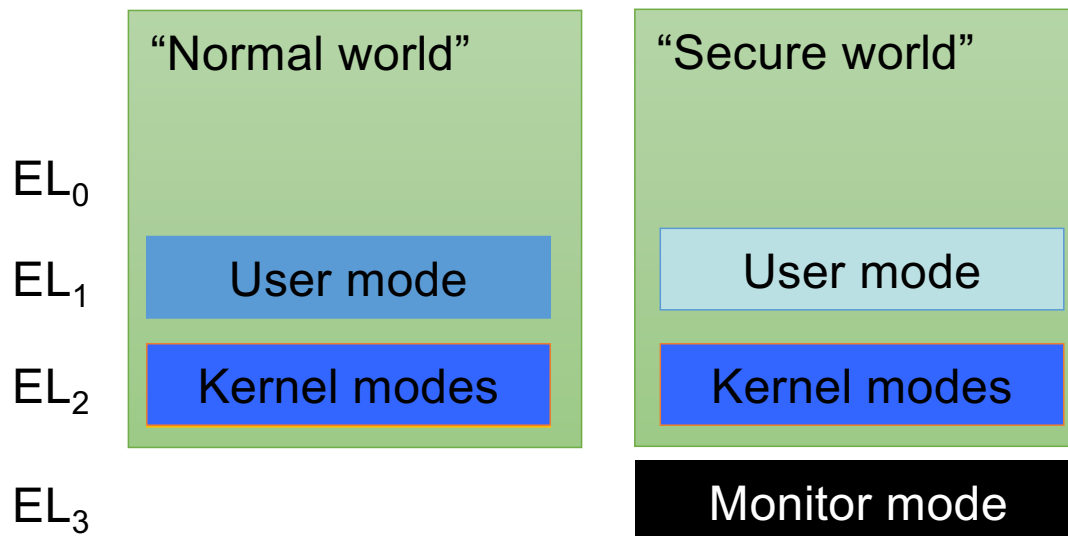 “Normal world” “Secure world”
EL₀
EL₁ User mode User mode
EL₂ Kernel modes Kernel modes
EL₃ Monitor mode